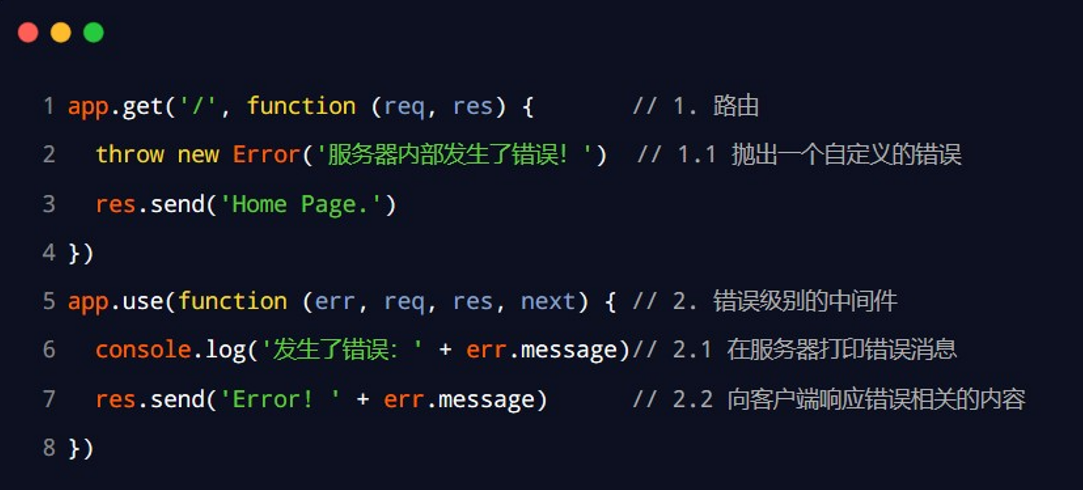 1 app.get('/', function (req, res) {       // 1. 路由
2   throw new Error('服务器内部发生了错误！')  // 1.1 抛出一个自定义的错误
3   res.send('Home Page.')
4 })
5 app.use(function (err, req, res, next) { // 2. 错误级别的中间件
6   console.log('发生了错误：' + err.message)// 2.1 在服务器打印错误消息
7   res.send('Error! ' + err.message)      // 2.2 向客户端响应错误相关的内容
8 })